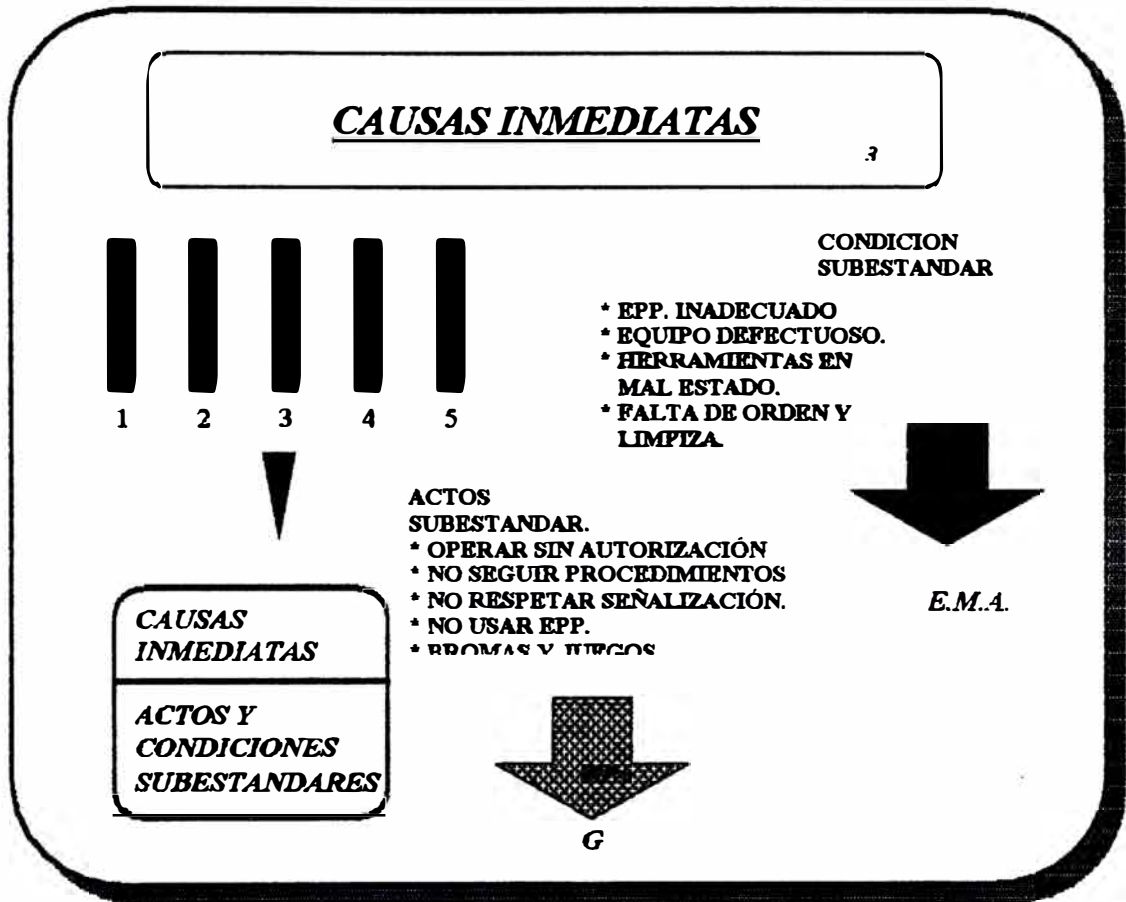 CAUSAS INMEDIATAS
3
CONDICION
SUBESTANDAR
* EPP. INADECUADO
* EQUIPO DEFECTUOSO.
* HERRAMIENTAS EN
MAL ESTADO.
* FALTA DE ORDEN Y
LIMPIZA.
1 2 3 4 5
ACTOS
SUBESTANDAR.
* OPERAR SIN AUTORIZACIÓN
* NO SEGUIR PROCEDIMIENTOS
* NO RESPETAR SEÑALIZACIÓN.
* NO USAR EPP.
* BROMAS Y JUEGOS
E.M.A.
CAUSAS
INMEDIATAS
ACTOS Y
CONDICIONES
SUBESTANDARES
G